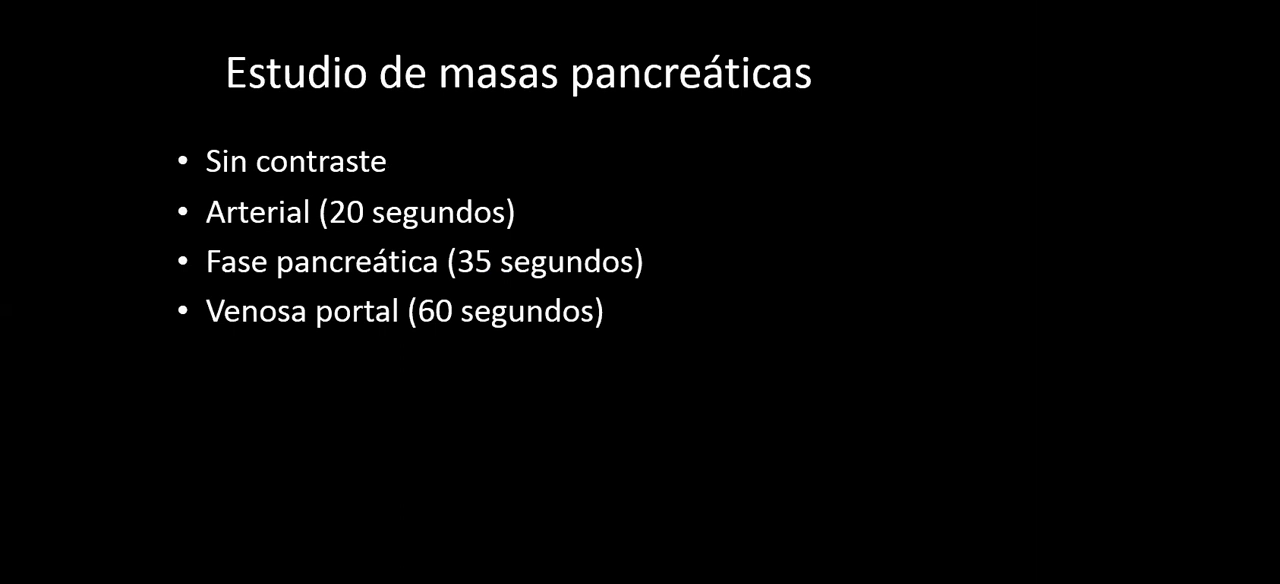 Estudio de masas pancreáticas
• Sin contraste
• Arterial (20 segundos)
• Fase pancreática (35 segundos)
• Venosa portal (60 segundos)